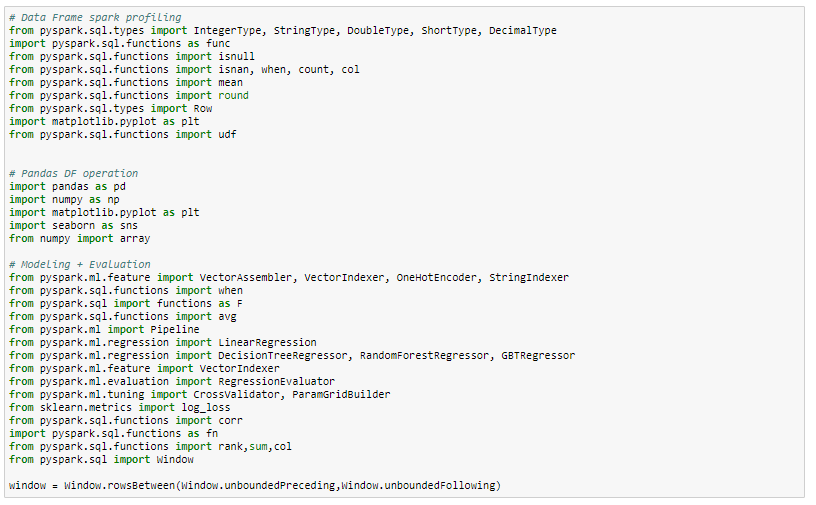 # Data Frame spark profiling
from pyspark.sql.types import IntegerType, StringType, DoubleType, ShortType, DecimalType
import pyspark.sql.functions as func
from pyspark.sql.functions import isnull
from pyspark.sql.functions import isnan, when, count, col
from pyspark.sql.functions import mean
from pyspark.sql.functions import round
from pyspark.sql.types import Row
import matplotlib.pyplot as plt
from pyspark.sql.functions import udf
# Pandas DF operation
import pandas as pd
import numpy as np
import matplotlib.pyplot as plt
import seaborn as sns
from numpy import array
# Modeling + Evaluation
from pyspark.ml.feature import VectorAssembler, VectorIndexer, OneHotEncoder, StringIndexer
from pyspark.sql.functions import when
from pyspark.sql import functions as F
from pyspark.sql.functions import avg
from pyspark.ml import Pipeline
from pyspark.ml.regression import LinearRegression
from pyspark.ml.regression import DecisionTreeRegressor, RandomForestRegressor, GBTRegressor
from pyspark.ml.feature import VectorIndexer
from pyspark.ml.evaluation import RegressionEvaluator
from pyspark.ml.tuning import CrossValidator, ParamGridBuilder
from sklearn.metrics import log_loss
from pyspark.sql.functions import corr
import pyspark.sql.functions as fn
from pyspark.sql.functions import rank,sum,col
from pyspark.sql import Window
window = Window.rowsBetween(Window.unboundedPreceding,Window.unboundedFollowing)